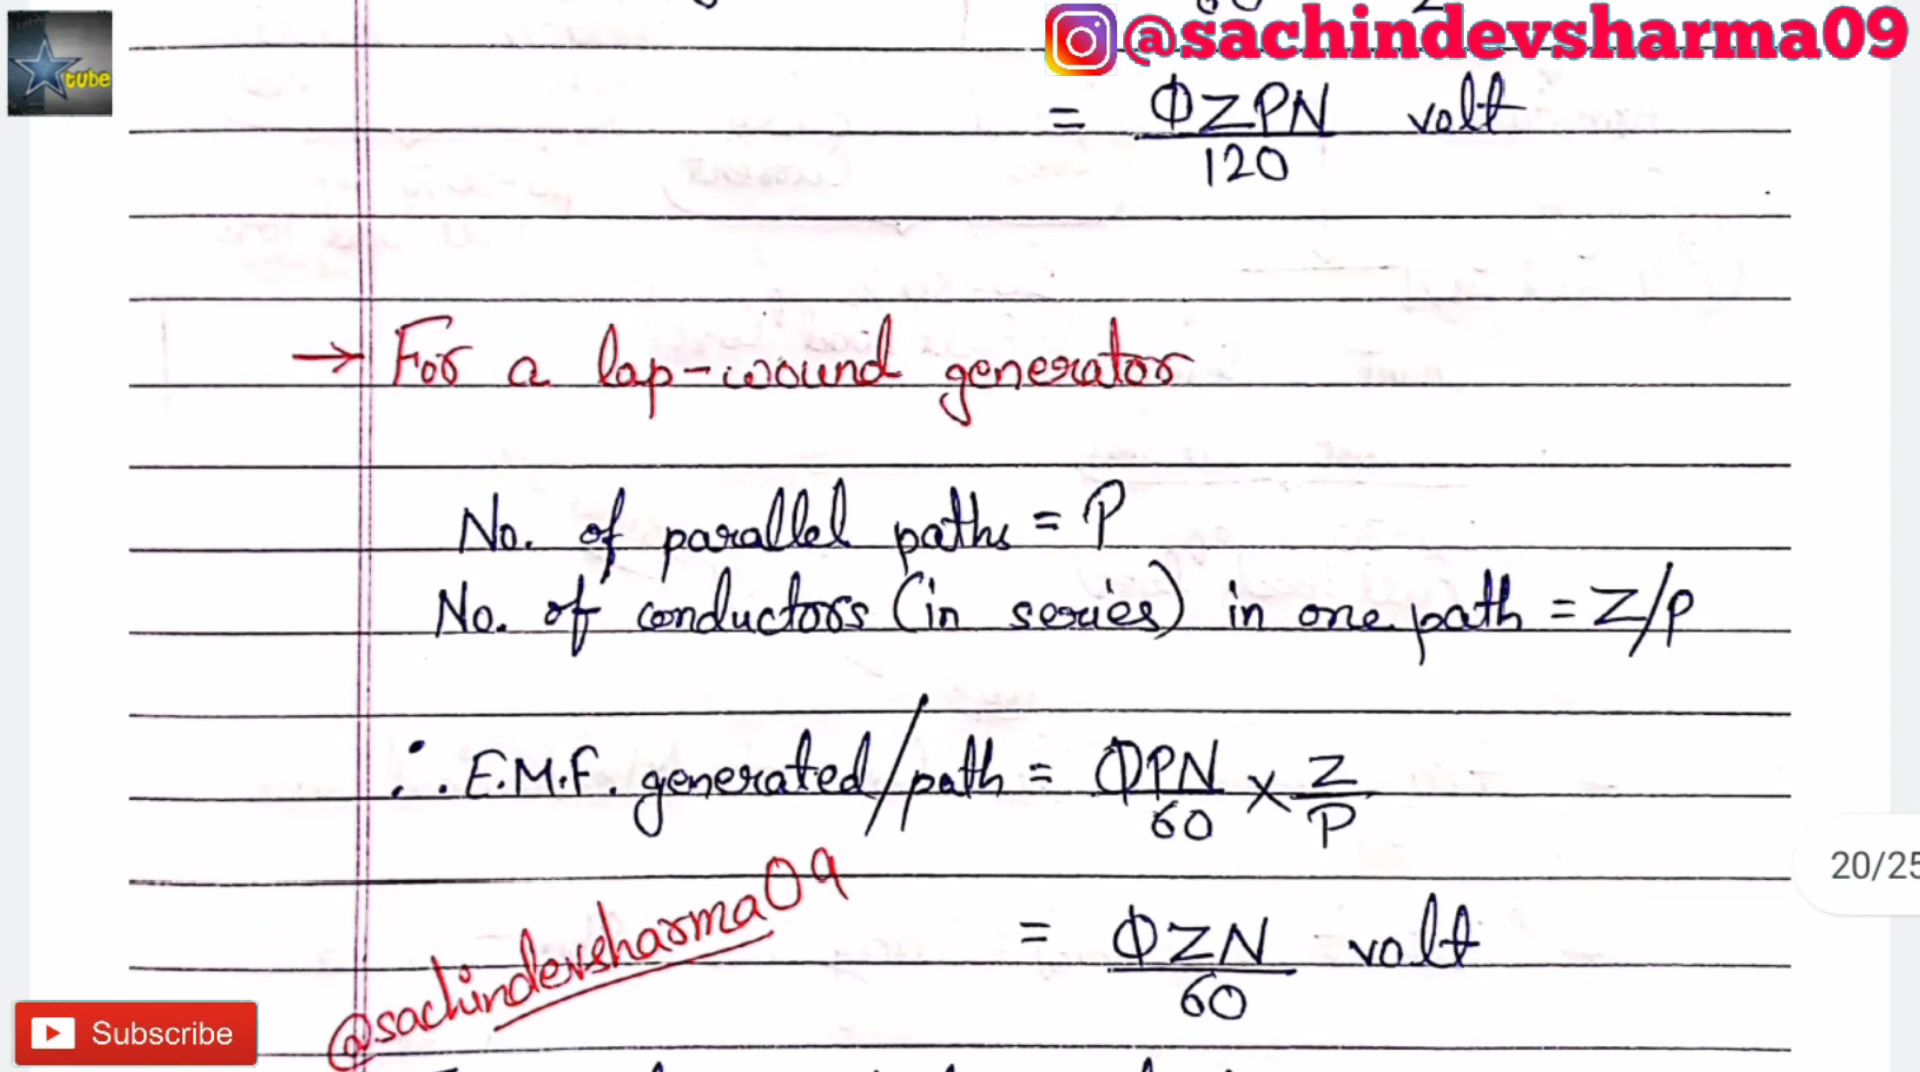 @sachindevsharma09
tube
= ΦZPN volt
120
→ For a lap-wound generator
No. of parallel paths = P
No. of conductors (in series) in one path = Z/P
∴ E.M.F. generated/path = ΦPN/60 × Z/P
20/25
= ΦZN volt
60
@sachindevsharma09
Subscribe